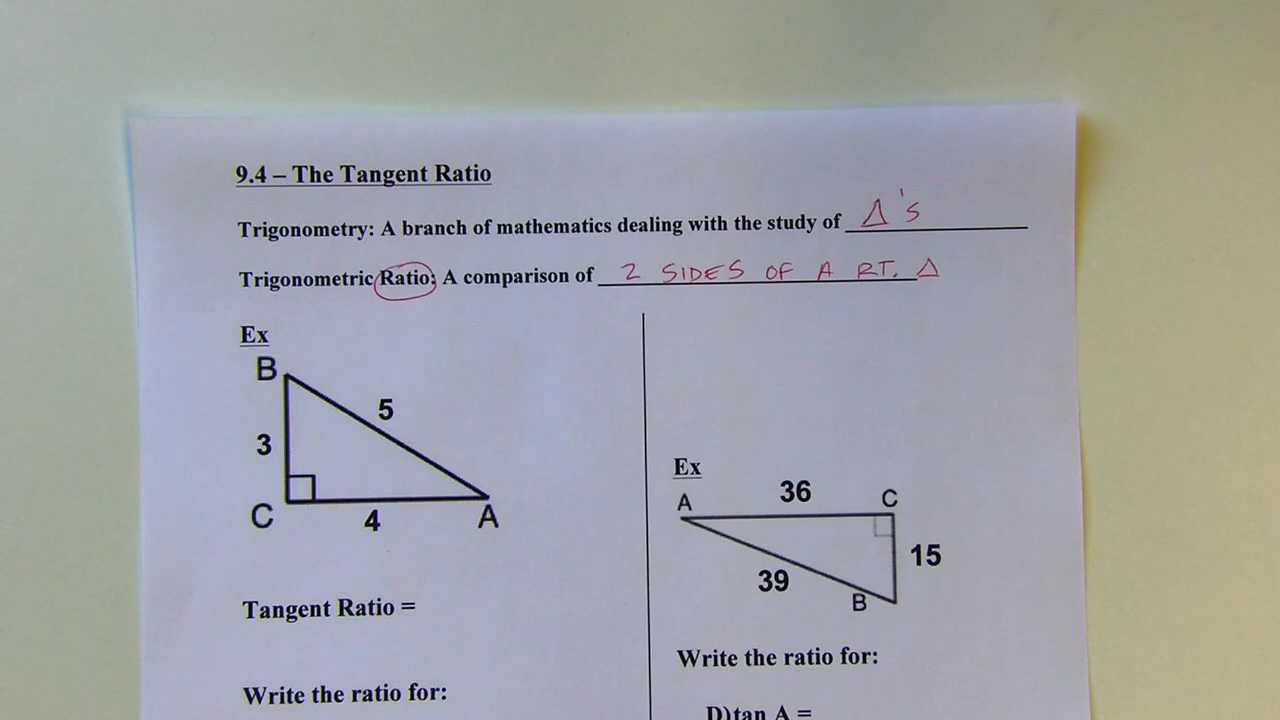 9.4 – The Tangent Ratio
Trigonometry: A branch of mathematics dealing with the study of Δ's
Trigonometric Ratio: A comparison of 2 SIDES OF A RT. Δ
Ex
B
5
3
C
4
A
Tangent Ratio =
Write the ratio for:
Ex
A
36
C
15
39
B
Write the ratio for:
D)tan A =